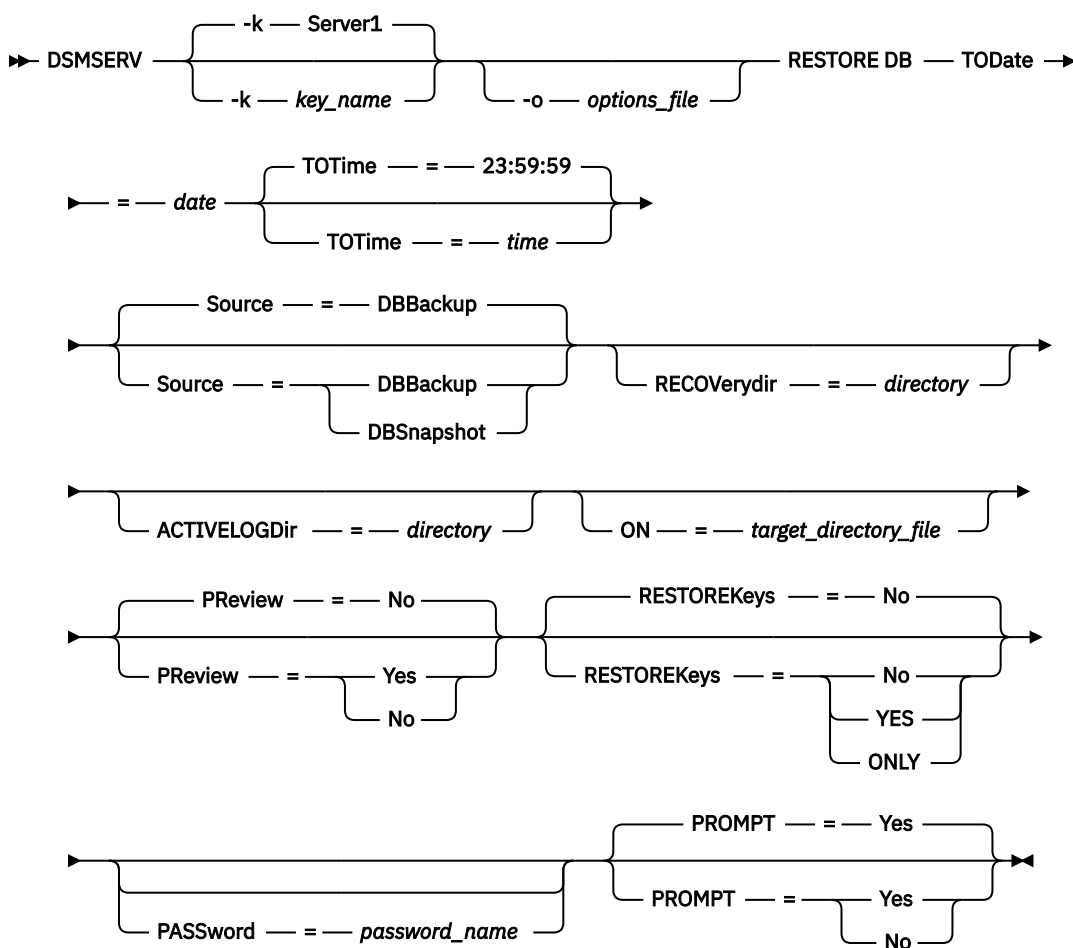 -k Server1
DSMSERV RESTORE DB TODate
-k key_name -o options_file
TOTime = 23:59:59
= date
TOTime = time
Source = DBBackup
Source = DBBackup RECOVerydir = directory
DBSnapshot
ACTIVELOGDir = directory ON = target_directory_file
PReview = No RESTOREKeys = No
PReview = Yes RESTOREKeys = No
No YES
ONLY
PROMPT = Yes
PROMPT = Yes
PASSword = password_name No